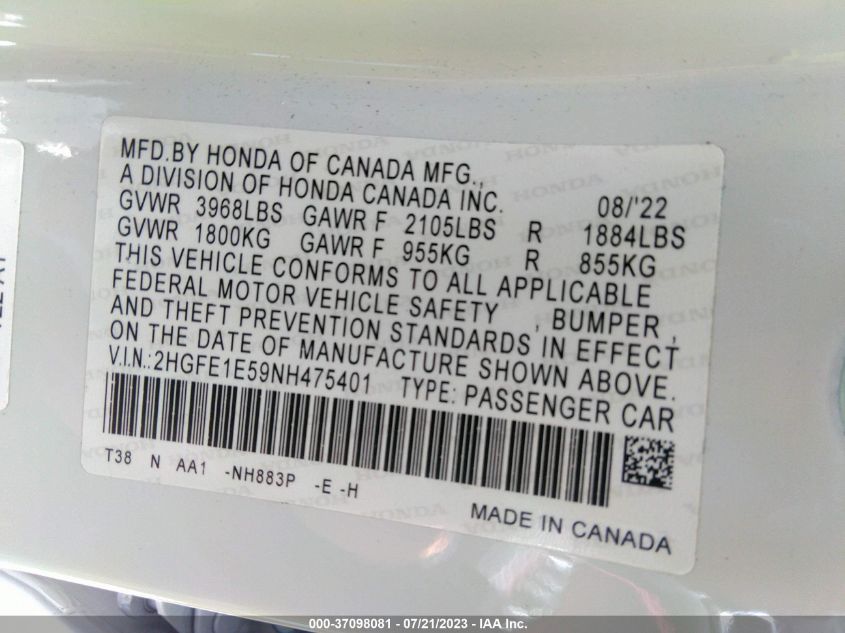 MFD.BY HONDA OF CANADA MFG.,
A DIVISION OF HONDA CANADA INC. 08/'22
GVWR 3968LBS GAWR F 2105LBS R 1884LBS
GVWR 1800KG GAWR F 955KG R 855KG
THIS VEHICLE CONFORMS TO ALL APPLICABLE
FEDERAL MOTOR VEHICLE SAFETY , BUMPER ,
AND THEFT PREVENTION STANDARDS IN EFFECT
ON THE DATE OF MANUFACTURE SHOWN ABOVE.
V.I.N.:2HGFE1E59NH475401 TYPE: PASSENGER CAR
T38 N AA1 -NH883P -E -H
MADE IN CANADA
000-37098081 - 07/21/2023 - IAA Inc.